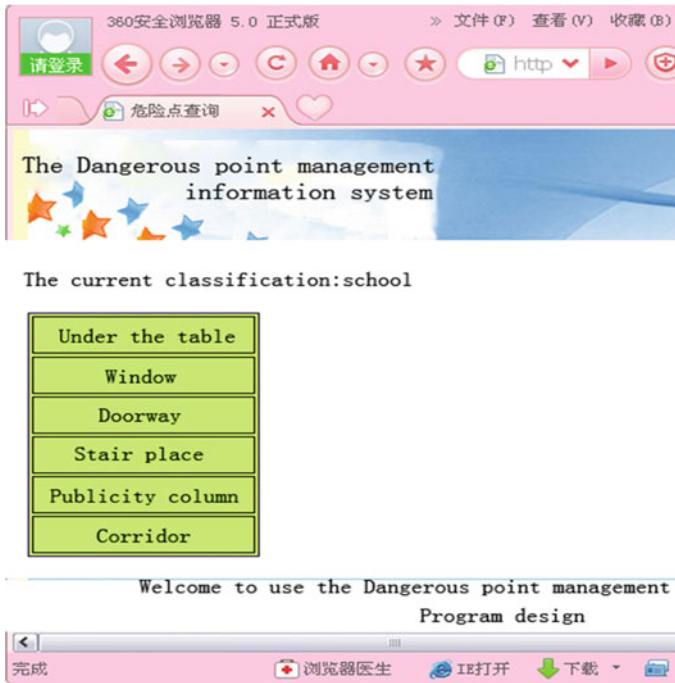 360安全浏览器 5.0 正式版 » 文件(F) 查看(V) 收藏(B)
请登录
http
危险点查询
The Dangerous point management
information system
The current classification:school
Under the table
Window
Doorway
Stair place
Publicity column
Corridor
Welcome to use the Dangerous point management
Program design
完成 浏览器医生 IE打开 下载